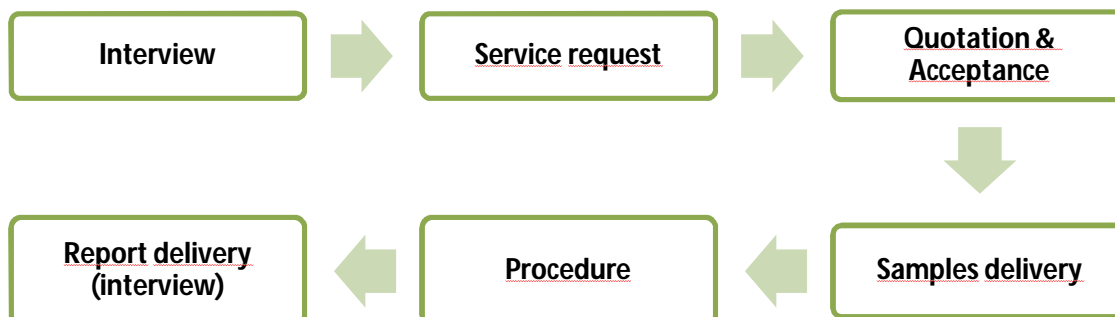 Interview
Service request
Quotation &
Acceptance
Samples delivery
Procedure
Report delivery
(interview)